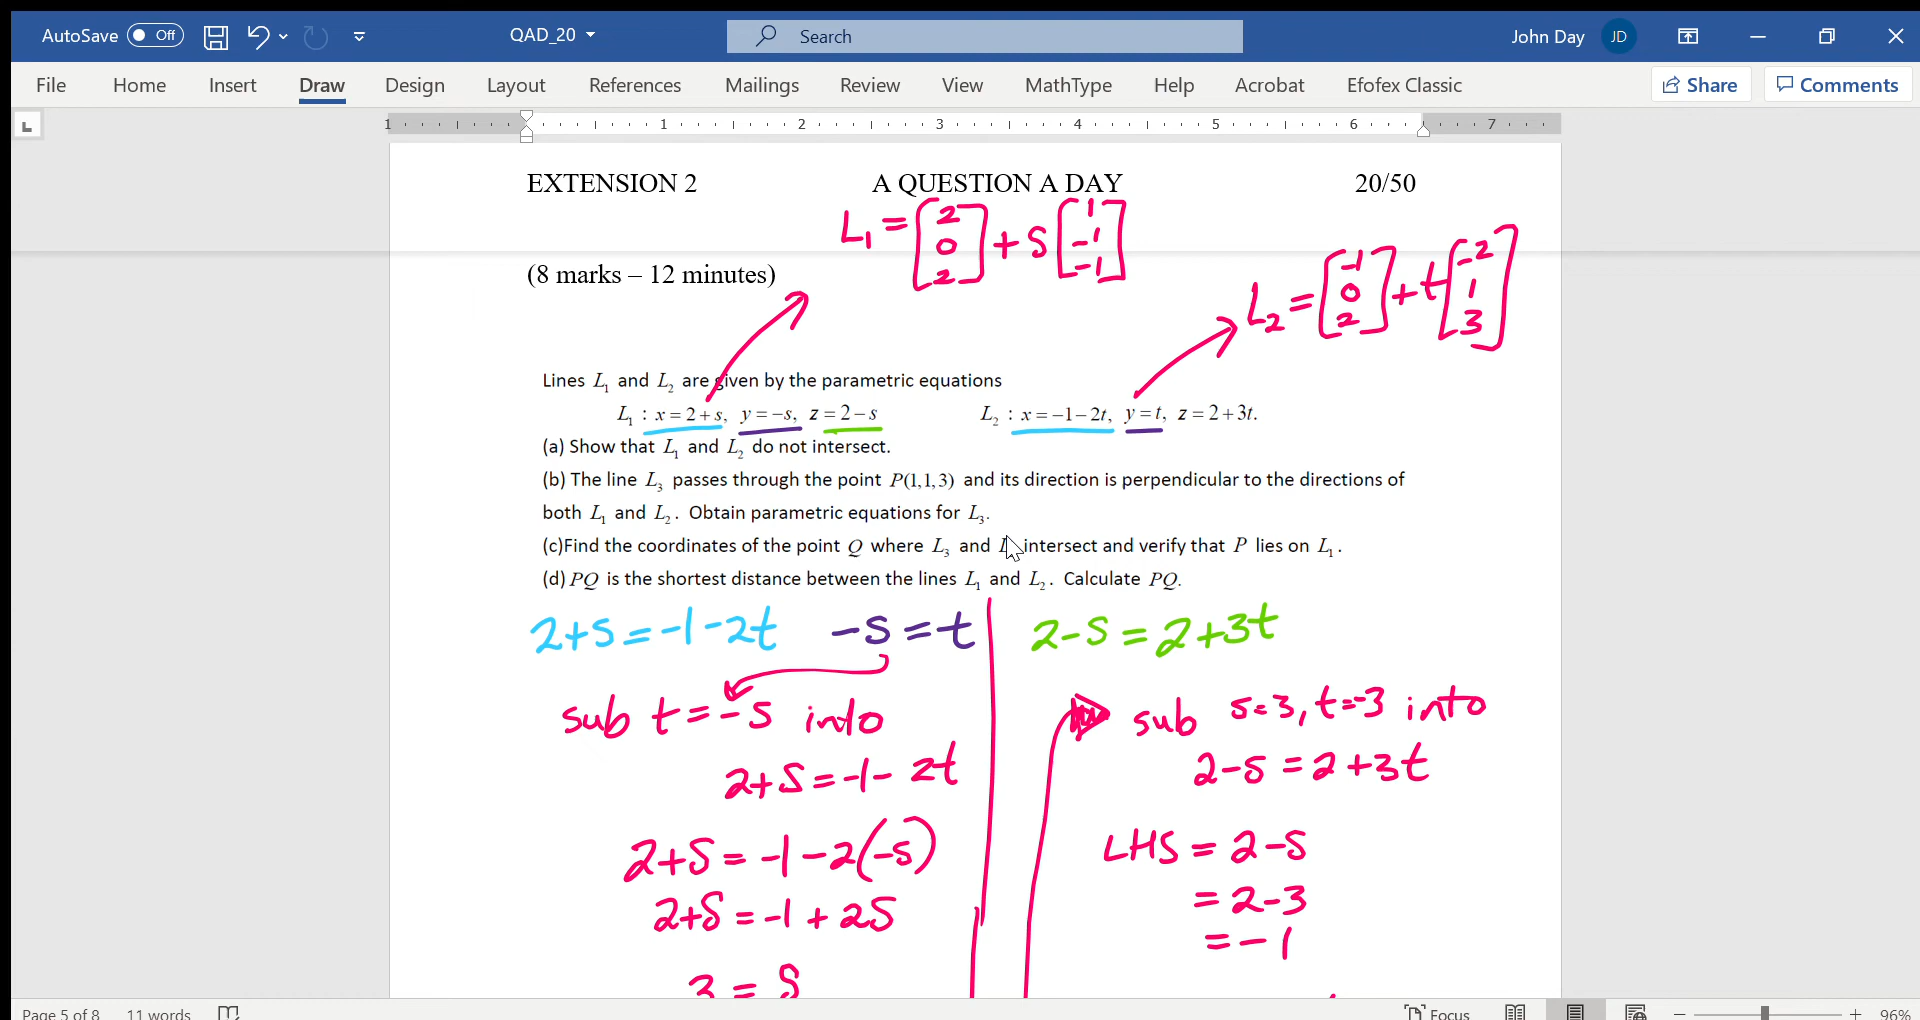 AutoSave Off QAD_20 Search John Day JD
File Home Insert Draw Design Layout References Mailings Review View MathType Help Acrobat Efofex Classic Share Comments
1 1 2 3 4 5 6 7
EXTENSION 2 A QUESTION A DAY 20/50
L₁ = [2 0 2] + s [1 -1 -1]
(8 marks – 12 minutes)
L₂ = [-1 0 2] + t [-2 1 3]
Lines L₁ and L₂ are given by the parametric equations
L₁ : x = 2 + s, y = −s, z = 2 − s L₂ : x = −1 − 2t, y = t, z = 2 + 3t.
(a) Show that L₁ and L₂ do not intersect.
(b) The line L₃ passes through the point P(1,1,3) and its direction is perpendicular to the directions of
both L₁ and L₂. Obtain parametric equations for L₃.
(c)Find the coordinates of the point Q where L₃ and L intersect and verify that P lies on L₁.
(d) PQ is the shortest distance between the lines L₁ and L₂. Calculate PQ.
2+s=-1-2t -s=t 2-s=2+3t
sub t=-s into
2+s=-1-2t
2+s=-1-2(-s)
2+s=-1+2s
3=s
sub s=3, t=-3 into
2-s=2+3t
LHS = 2-s
= 2-3
= -1
Page 5 of 8 11 words Focus 96%